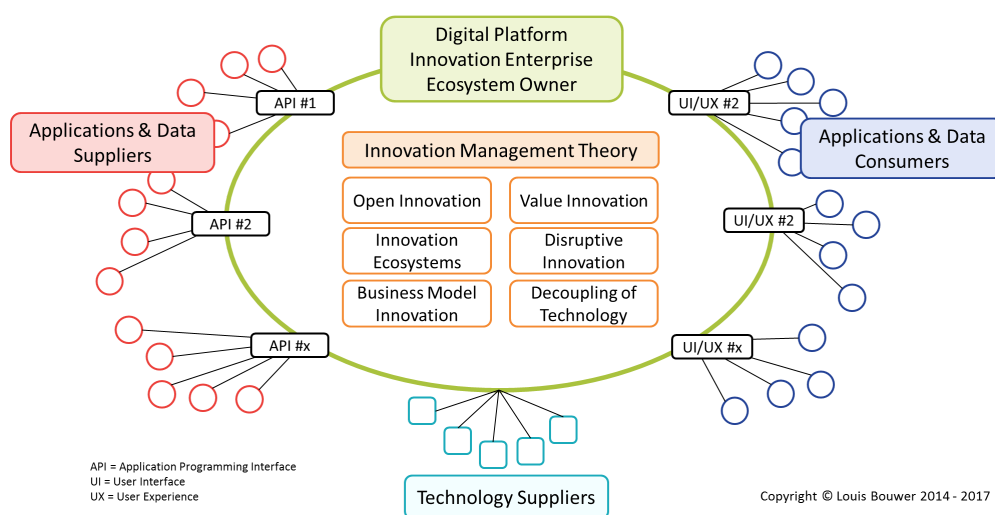 Digital Platform
Innovation Enterprise
Ecosystem Owner
API #1
UI/UX #2
Applications & Data
Suppliers
Applications & Data
Consumers
Innovation Management Theory
Open Innovation
Value Innovation
API #2
UI/UX #2
Innovation
Ecosystems
Disruptive
Innovation
Business Model
Innovation
Decoupling of
Technology
API #x
UI/UX #x
API = Application Programming Interface
UI = User Interface
UX = User Experience
Technology Suppliers
Copyright © Louis Bouwer 2014 - 2017